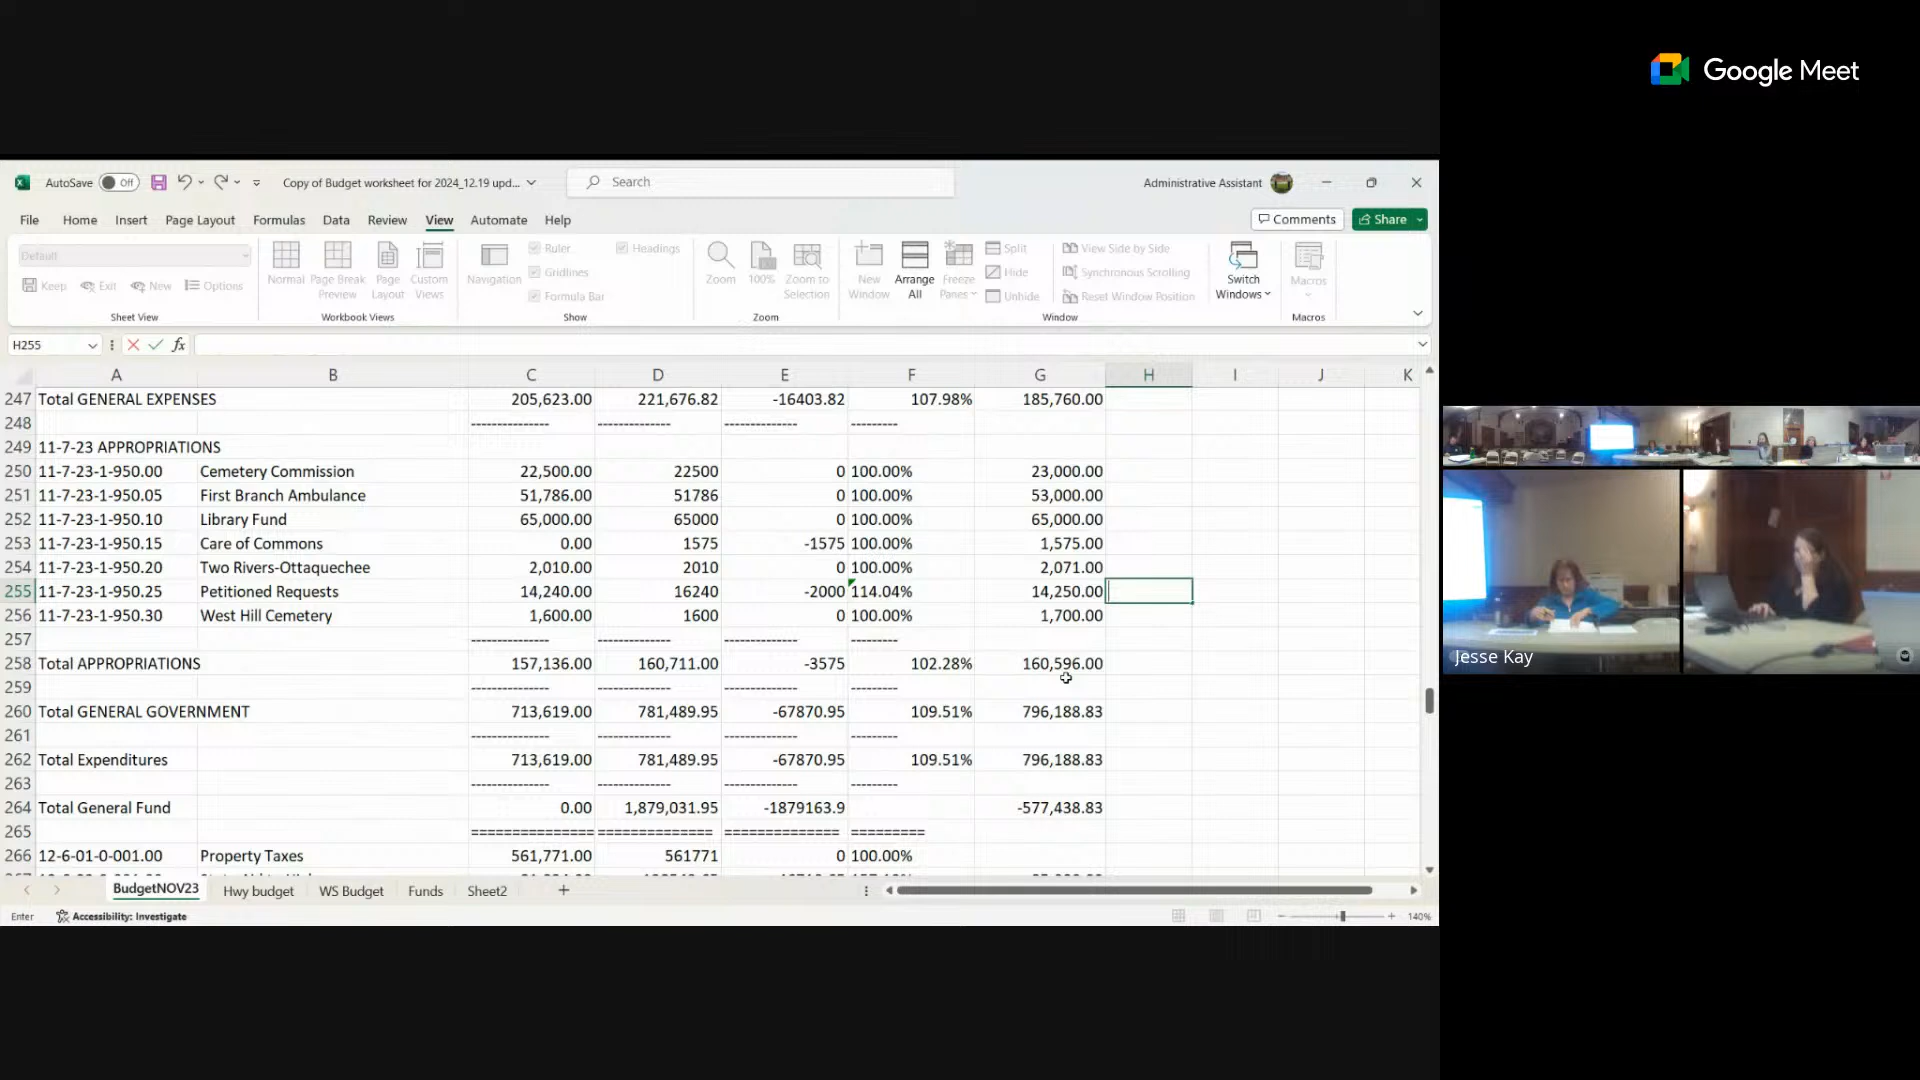 Google Meet
AutoSave Off Copy of Budget worksheet for 2024_12.19 upd... Search Administrative Assistant
File Home Insert Page Layout Formulas Data Review View Automate Help Comments Share
Default
Keep Exit New Options
Sheet View
Normal Page Break Preview Page Layout Custom Views
Workbook Views
Navigation Ruler Gridlines Formula Bar Headings
Show
Zoom 100% Zoom to Selection
Zoom
New Window Arrange All Freeze Panes Split Hide Unhide View Side by Side Synchronous Scrolling Reset Window Position Switch Windows
Window
Macros
Macros
H255 fx
A B C D E F G H I J K
247 Total GENERAL EXPENSES 205,623.00 221,676.82 -16403.82 107.98% 185,760.00
248 --------------- -------------- -------------- ---------
249 11-7-23 APPROPRIATIONS
250 11-7-23-1-950.00 Cemetery Commission 22,500.00 22500 0 100.00% 23,000.00
251 11-7-23-1-950.05 First Branch Ambulance 51,786.00 51786 0 100.00% 53,000.00
252 11-7-23-1-950.10 Library Fund 65,000.00 65000 0 100.00% 65,000.00
253 11-7-23-1-950.15 Care of Commons 0.00 1575 -1575 100.00% 1,575.00
254 11-7-23-1-950.20 Two Rivers-Ottaquechee 2,010.00 2010 0 100.00% 2,071.00
255 11-7-23-1-950.25 Petitioned Requests 14,240.00 16240 -2000 114.04% 14,250.00
256 11-7-23-1-950.30 West Hill Cemetery 1,600.00 1600 0 100.00% 1,700.00
257 --------------- -------------- -------------- ---------
258 Total APPROPRIATIONS 157,136.00 160,711.00 -3575 102.28% 160,596.00
259 --------------- -------------- -------------- ---------
260 Total GENERAL GOVERNMENT 713,619.00 781,489.95 -67870.95 109.51% 796,188.83
261 --------------- -------------- -------------- ---------
262 Total Expenditures 713,619.00 781,489.95 -67870.95 109.51% 796,188.83
263 --------------- -------------- -------------- ---------
264 Total General Fund 0.00 1,879,031.95 -1879163.9 -577,438.83
265 =============== ============== ============== =========
266 12-6-01-0-001.00 Property Taxes 561,771.00 561771 0 100.00%
BudgetNOV23 Hwy budget WS Budget Funds Sheet2
Enter Accessibility: Investigate 140%
Jesse Kay